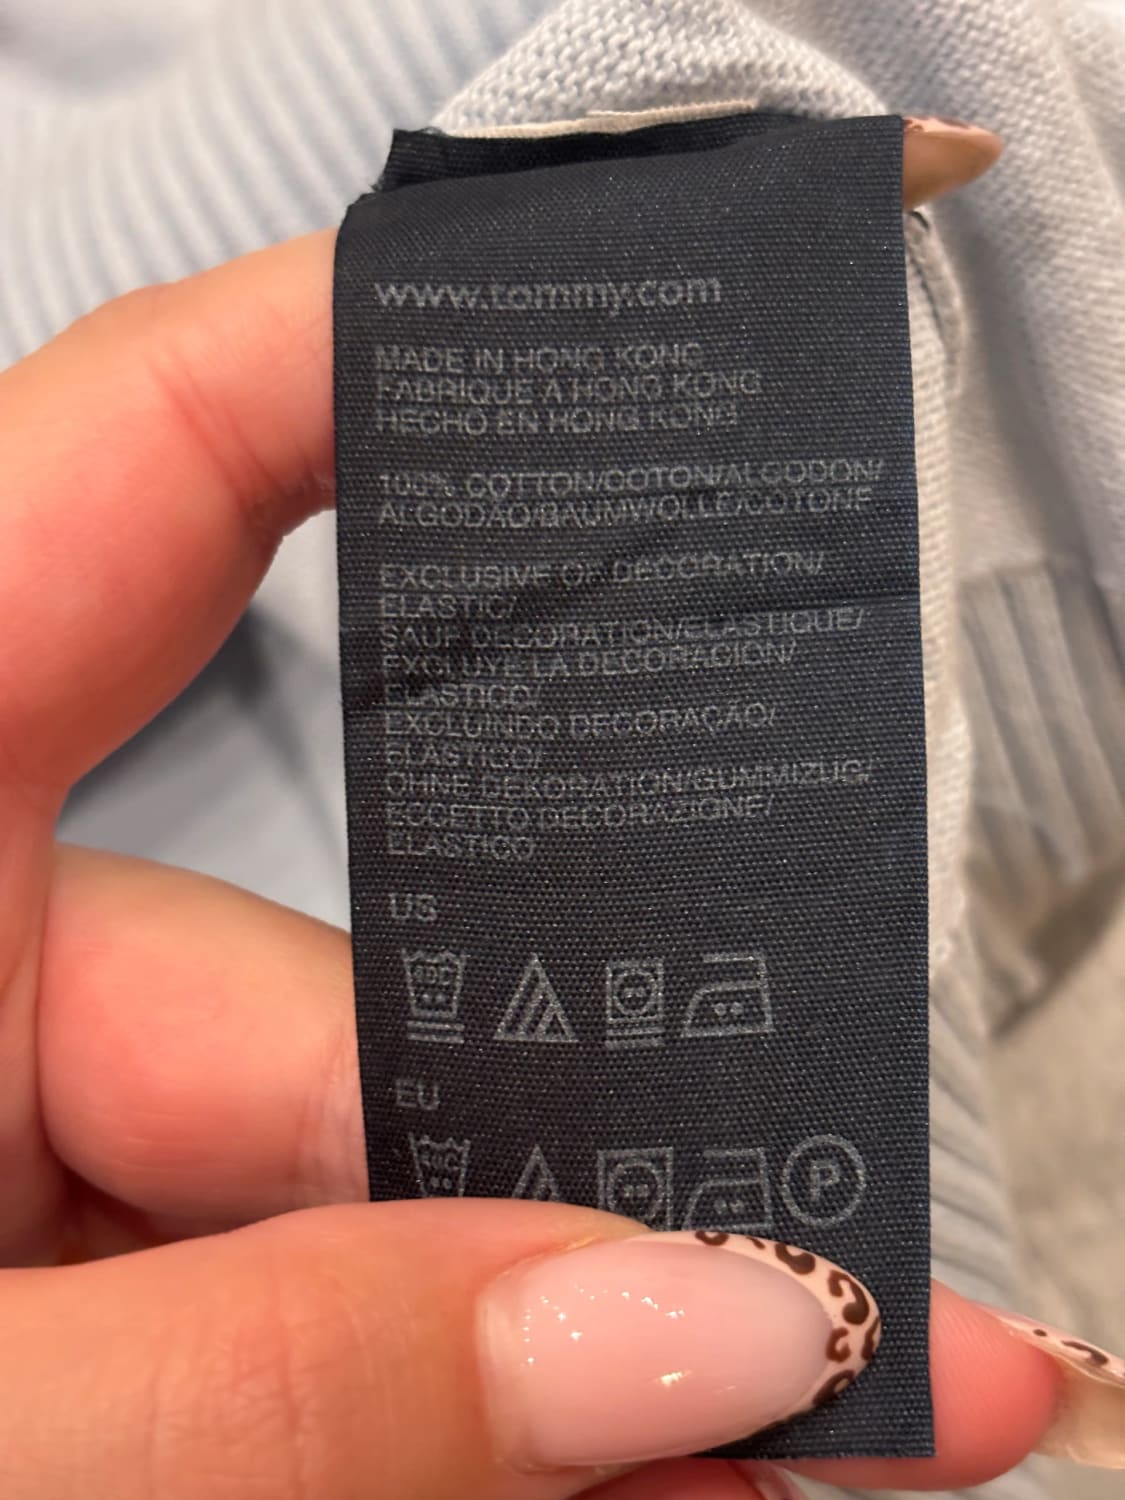 www.tommy.com
MADE IN HONG KONG
FABRIQUE A HONG KONG
HECHO EN HONG KONG
100% COTTON/COTON/ALGODON/
ALGODÃO/BAUMWOLLE/COTONE
EXCLUSIVE OF DECORATION/
ELASTIC/
SAUF DECORATION/ELASTIQUE/
EXCLUYE LA DECORACION/
ELASTICO/
EXCLUINDO DECORAÇÃO/
ELASTICO/
OHNE DEKORATION/GUMMIZUG/
ECCETTO DECORAZIONE/
ELASTICO
US
EU
P